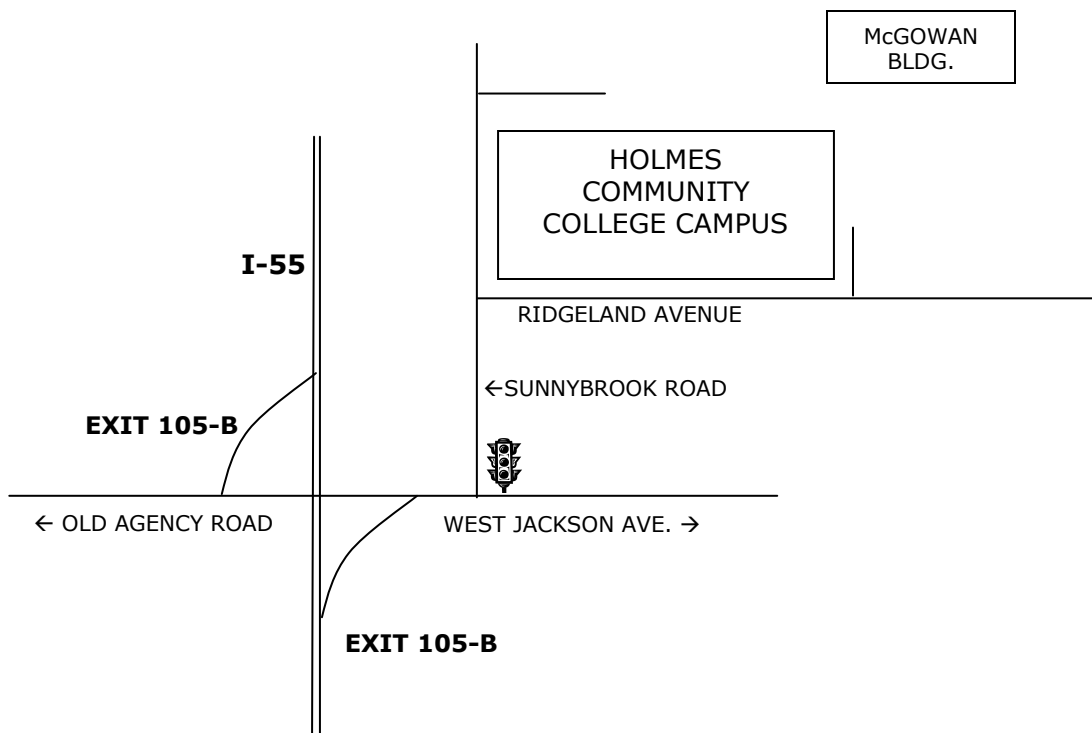 McGOWAN
BLDG.
HOLMES
COMMUNITY
COLLEGE CAMPUS
I-55
RIDGELAND AVENUE
←SUNNYBROOK ROAD
EXIT 105-B
← OLD AGENCY ROAD
WEST JACKSON AVE. →
EXIT 105-B